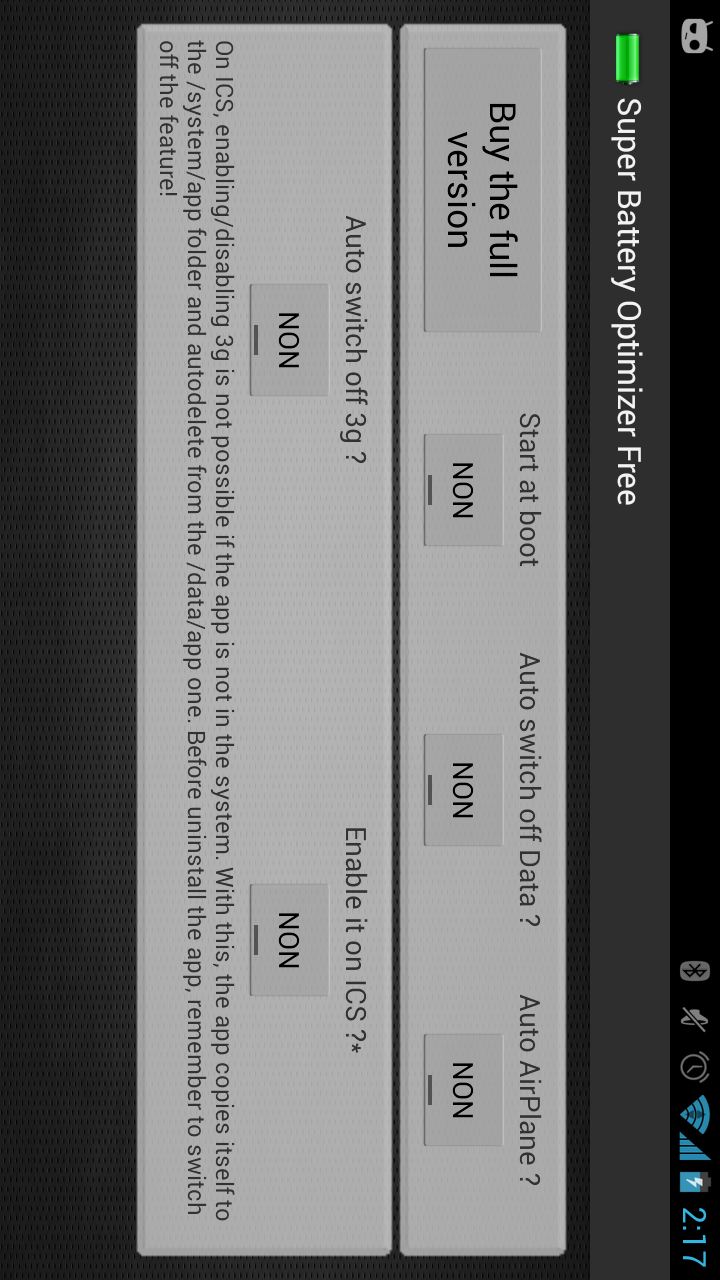 2:17
Super Battery Optimizer Free
Buy the full
version
Start at boot
NON
Auto switch off Data ?
NON
Auto AirPlane ?
NON
Auto switch off 3g ?
NON
Enable it on ICS ?*
NON
On ICS, enabling/disabling 3g is not possible if the app is not in the system. With this, the app copies itself to
the /system/app folder and autodelete from the /data/app one. Before uninstall the app, remember to switch
off the feature!